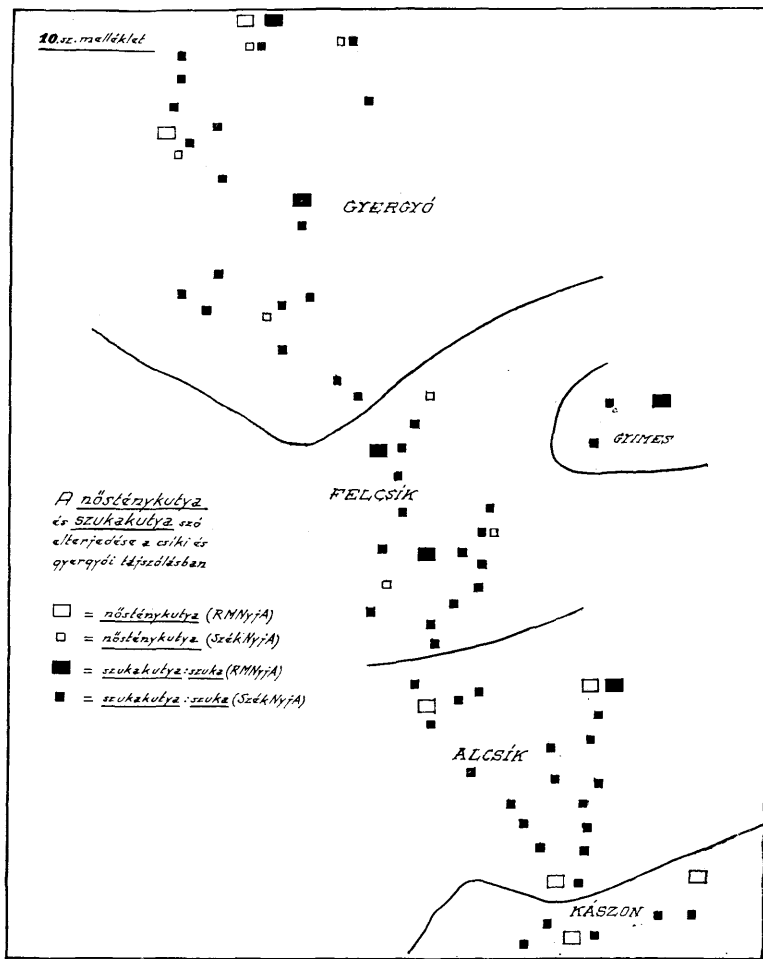 10. sz. melléklet
GYERGYÓ
GYIMES
FELCSÍK
A nősténykutya
és szukakutya szó
elterjedése a csíki és
gyergyói tájszólásban
= nősténykutya (RMNyjA)
= nősténykutya (SzékNyjA)
= szukakutya : szuka (RMNyjA)
= szukakutya : szuka (SzékNyjA)
ALCSÍK
KÁSZON